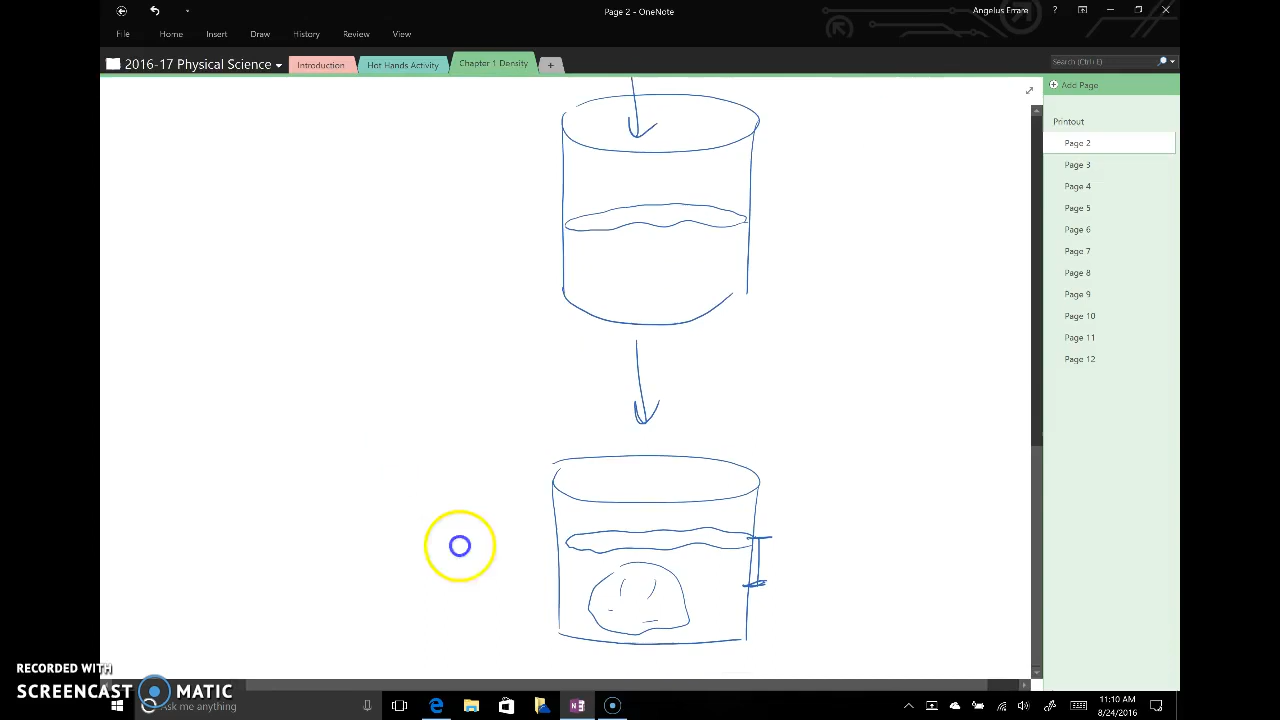 Page 2 - OneNote
Angelus Errare
?
File Home Insert Draw History Review View
2016-17 Physical Science Introduction Hot Hands Activity Chapter 1 Density
Search (Ctrl+E)
Add Page
Printout
Page 2
Page 3
Page 4
Page 5
Page 6
Page 7
Page 8
Page 9
Page 10
Page 11
Page 12
RECORDED WITH
SCREENCAST MATIC
Ask me anything
11:10 AM
8/24/2016